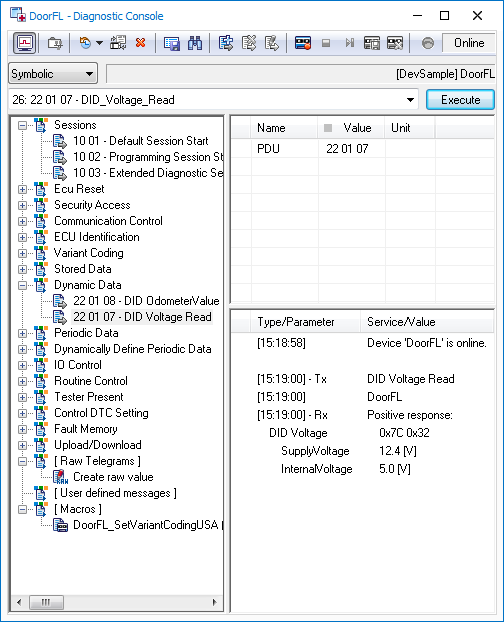 DoorFL - Diagnostic Console
Online
Symbolic
[DevSample] DoorFL
26: 22 01 07 - DID_Voltage_Read
Execute
Sessions
10 01 - Default Session Start
10 02 - Programming Session St
10 03 - Extended Diagnostic Se
Ecu Reset
Security Access
Communication Control
ECU Identification
Variant Coding
Stored Data
Dynamic Data
22 01 08 - DID OdometerValue
22 01 07 - DID Voltage Read
Periodic Data
Dynamically Define Periodic Data
IO Control
Routine Control
Tester Present
Control DTC Setting
Fault Memory
Upload/Download
[ Raw Telegrams ]
Create raw value
[ User defined messages ]
[ Macros ]
DoorFL_SetVariantCodingUSA [
Name Value Unit
PDU 22 01 07
Type/Parameter Service/Value
[15:18:58] Device 'DoorFL' is online.
[15:19:00] - Tx DID Voltage Read
[15:19:00] DoorFL
[15:19:00] - Rx Positive response:
DID Voltage 0x7C 0x32
SupplyVoltage 12.4 [V]
InternalVoltage 5.0 [V]